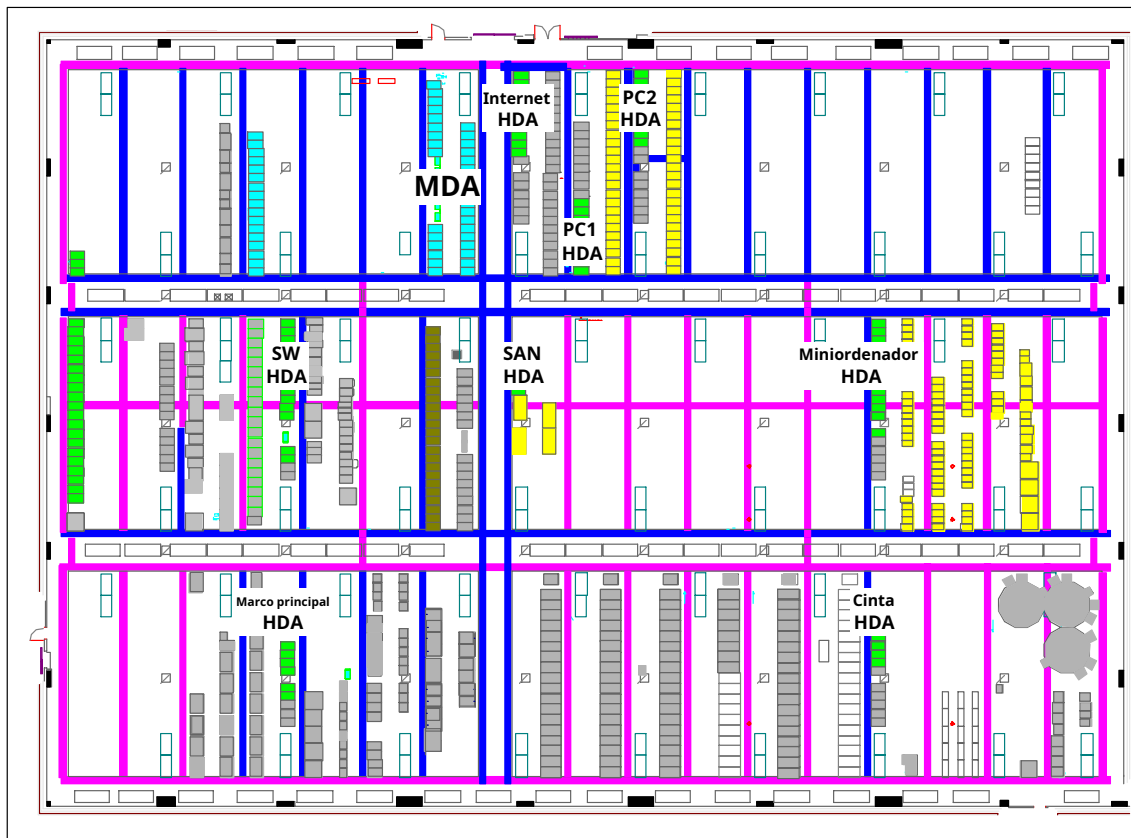 Internet
HDA
PC2
HDA
MDA
PC1
HDA
SW
HDA
SAN
HDA
Miniordenador
HDA
Marco principal
HDA
Cinta
HDA